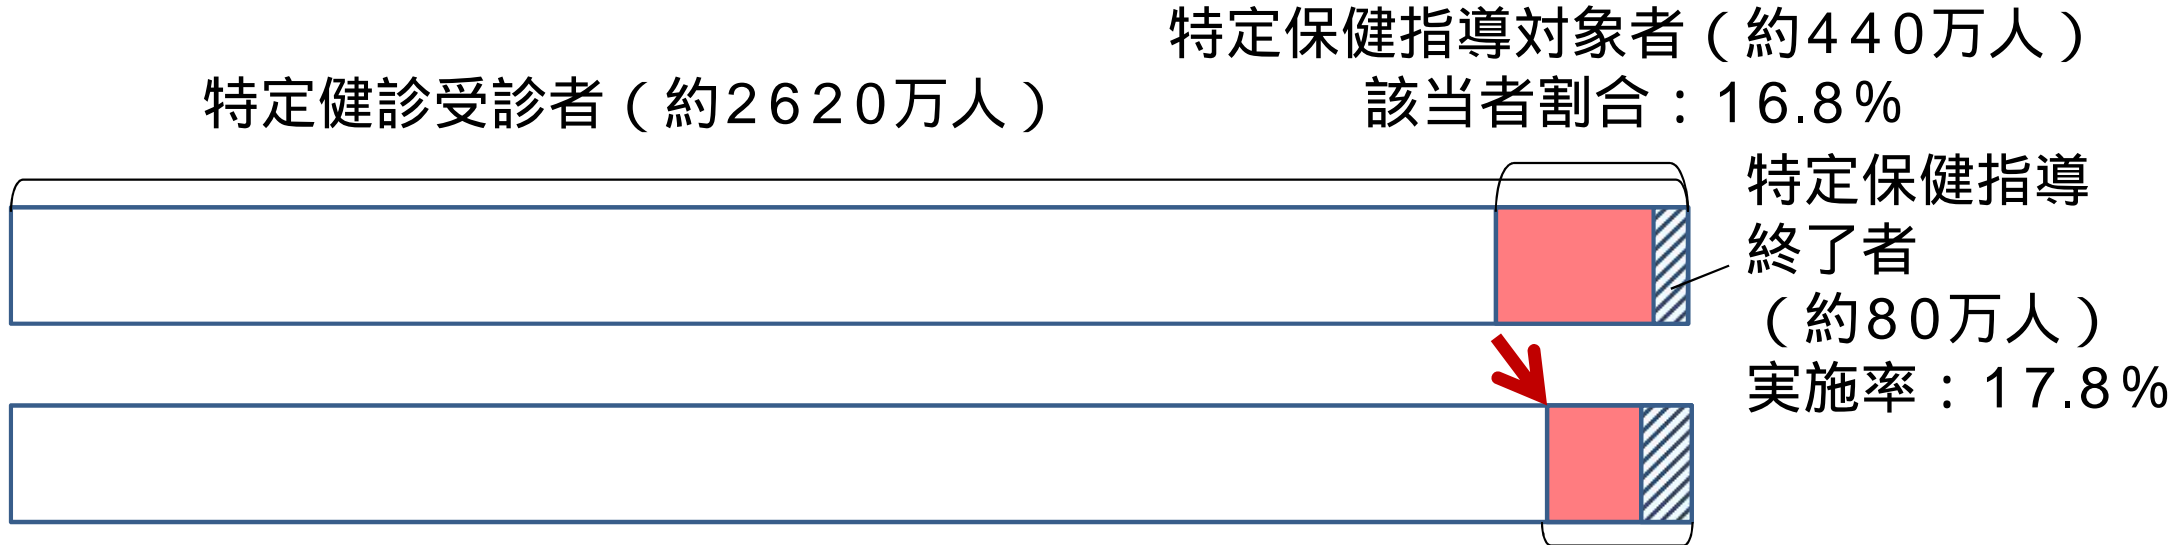 特定保健指導対象者(約440万人)
該当者割合:16.8%
特定健診受診者(約2620万人)
特定保健指導
終了者
(約80万人)
実施率:17.8%